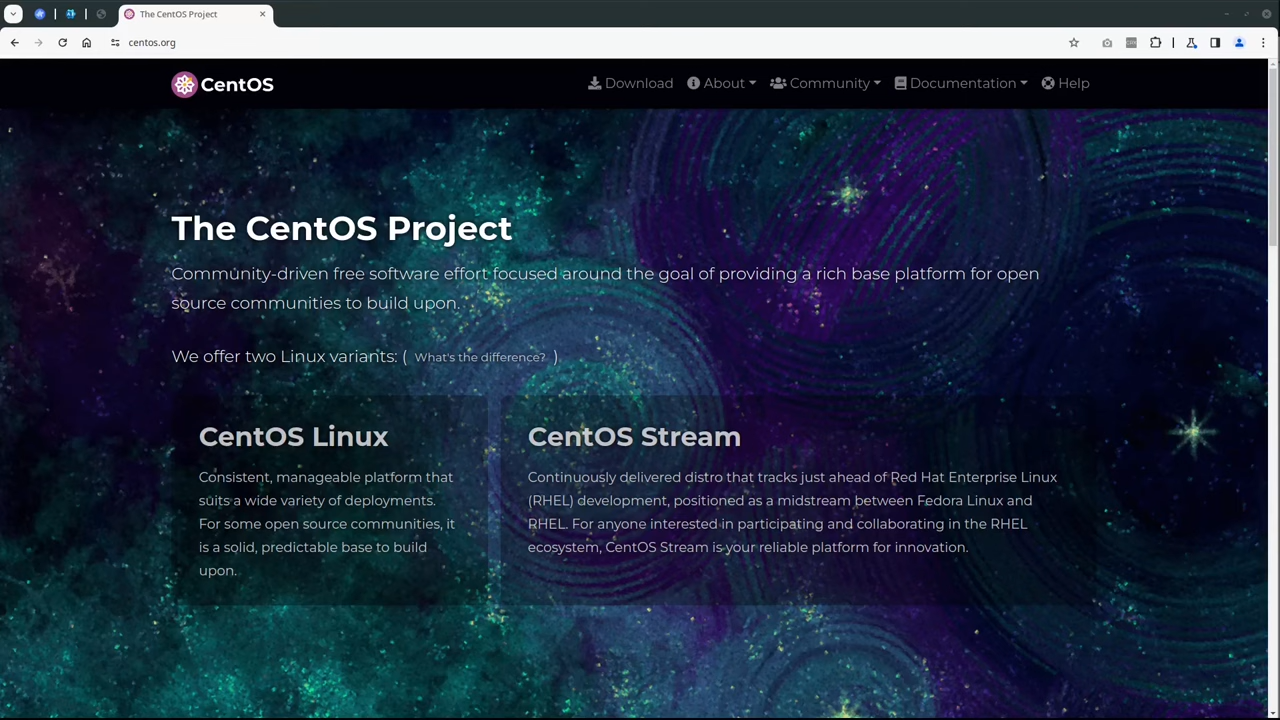 The CentOS Project
centos.org
CentOS
Download
About
Community
Documentation
Help
The CentOS Project
Community-driven free software effort focused around the goal of providing a rich base platform for open
source communities to build upon.
We offer two Linux variants: ( What's the difference? )
CentOS Linux
Consistent, manageable platform that
suits a wide variety of deployments.
For some open source communities, it
is a solid, predictable base to build
upon.
CentOS Stream
Continuously delivered distro that tracks just ahead of Red Hat Enterprise Linux
(RHEL) development, positioned as a midstream between Fedora Linux and
RHEL. For anyone interested in participating and collaborating in the RHEL
ecosystem, CentOS Stream is your reliable platform for innovation.